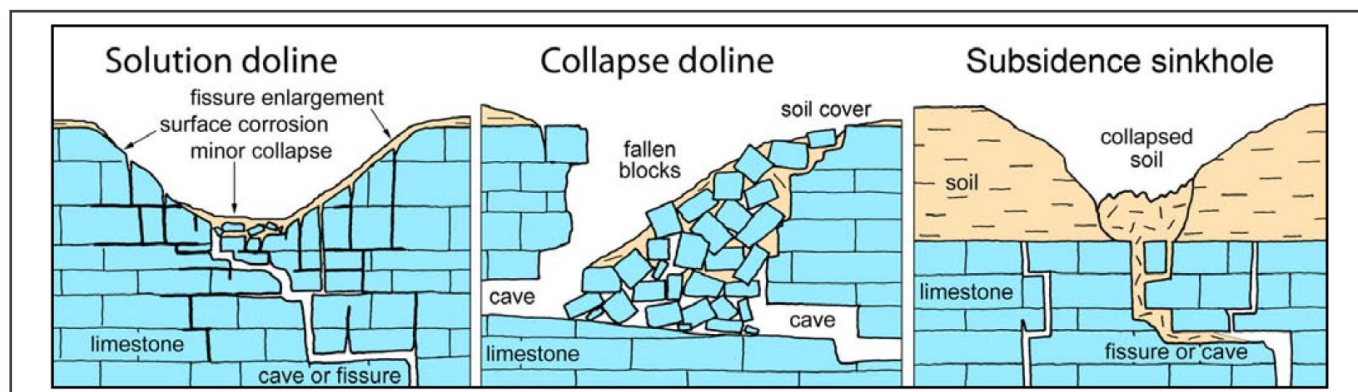 Solution doline
fissure enlargement
surface corrosion
minor collapse
limestone
cave or fissure
Collapse doline
soil cover
fallen
blocks
cave
cave
limestone
Subsidence sinkhole
collapsed
soil
soil
limestone
fissure or cave